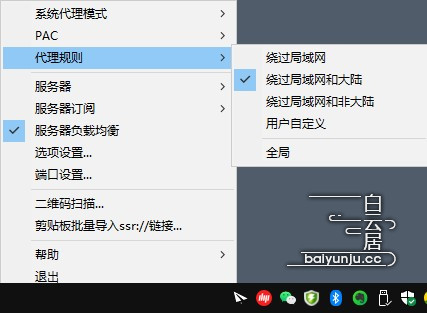 系统代理模式
PAC
代理规则
服务器
服务器订阅
服务器负载均衡
选项设置...
端口设置...
二维码扫描...
剪贴板批量导入ssr://链接...
帮助
退出
绕过局域网
绕过局域网和大陆
绕过局域网和非大陆
用户自定义
全局
白云居
baiyunju.cc